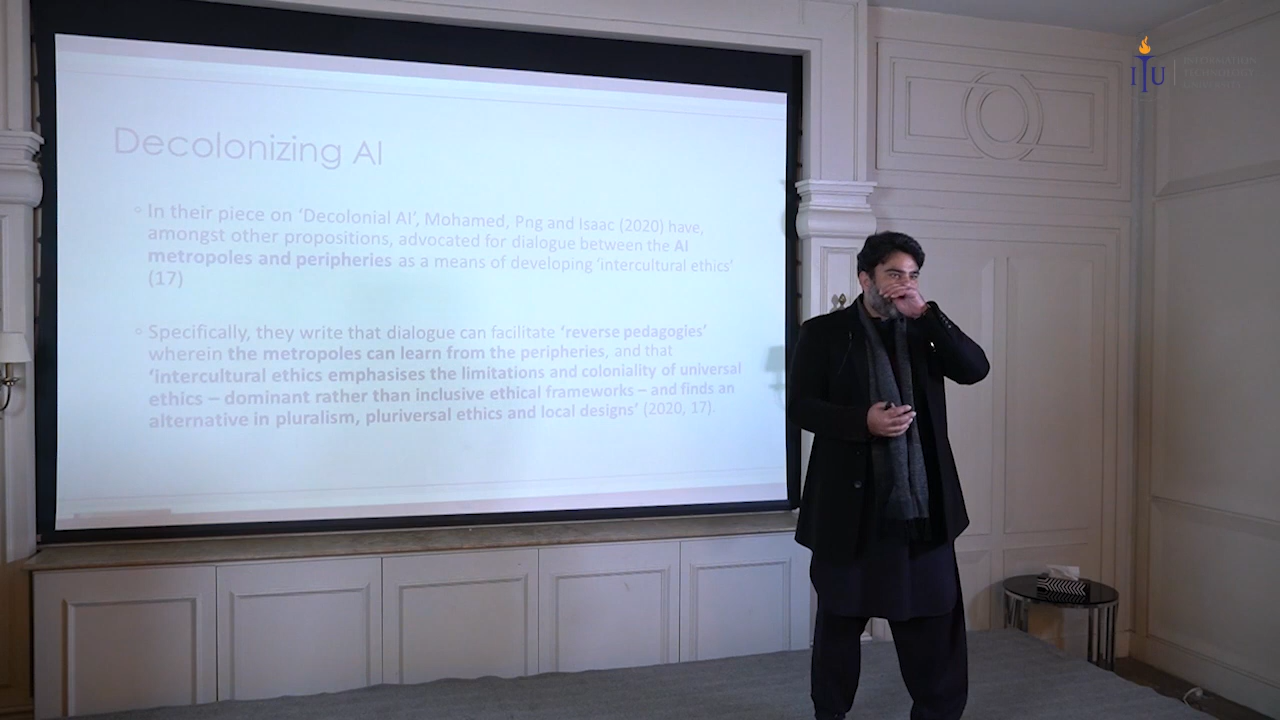 Decolonizing AI
◦ In their piece on ‘Decolonial AI’, Mohamed, Png and Isaac (2020) have,
amongst other propositions, advocated for dialogue between the AI
metropoles and peripheries as a means of developing ‘intercultural ethics’
(17)
◦ Specifically, they write that dialogue can facilitate ‘reverse pedagogies’
wherein the metropoles can learn from the peripheries, and that
‘intercultural ethics emphasises the limitations and coloniality of universal
ethics – dominant rather than inclusive ethical frameworks – and finds an
alternative in pluralism, pluriversal ethics and local designs’ (2020, 17).
ITU
INFORMATION
TECHNOLOGY
UNIVERSITY